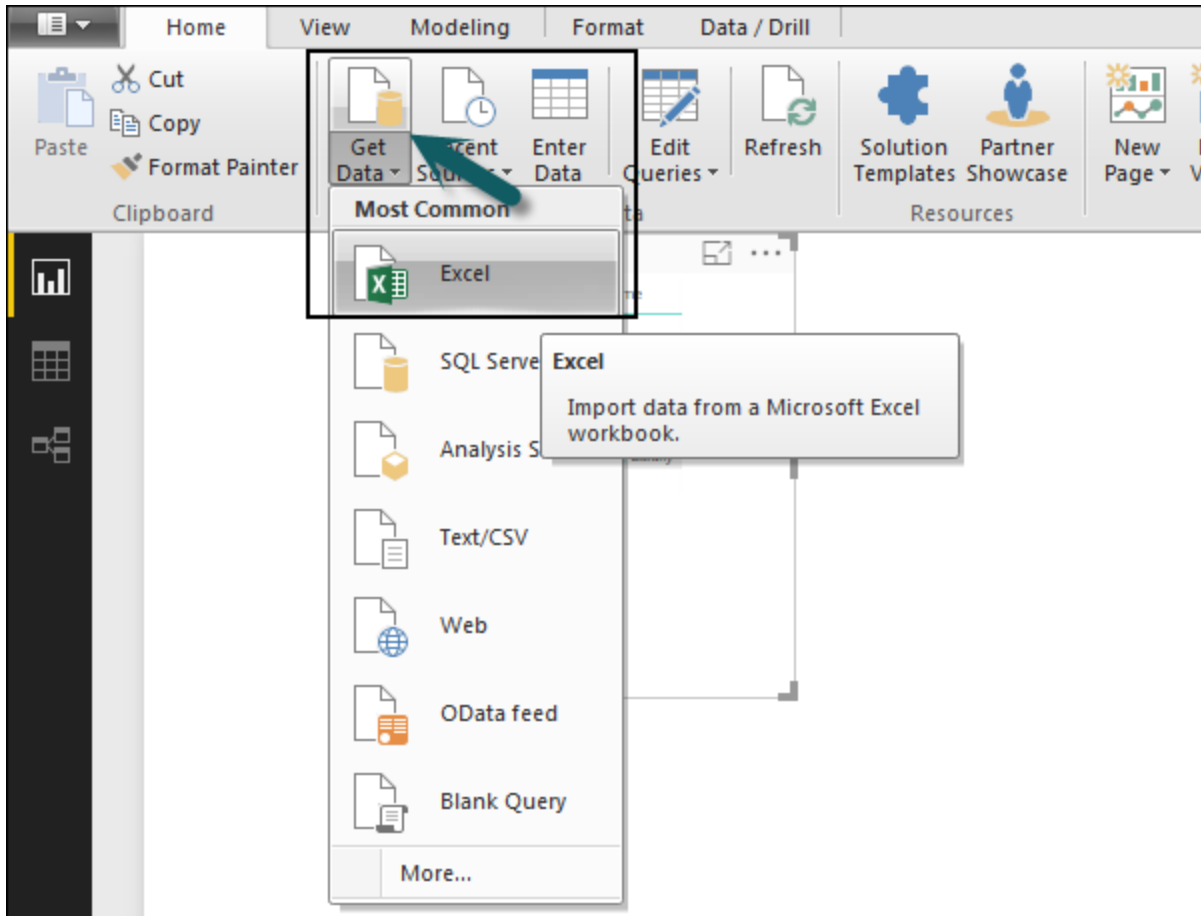 Home View Modeling Format Data / Drill
Cut
Copy
Format Painter
Paste
Clipboard
Get Data
Enter Data
Edit Queries
Refresh
Solution Templates
Partner Showcase
New Page
Resources
Most Common
Excel
SQL Serve
Analysis S
Text/CSV
Web
OData feed
Blank Query
More...
Excel
Import data from a Microsoft Excel
workbook.